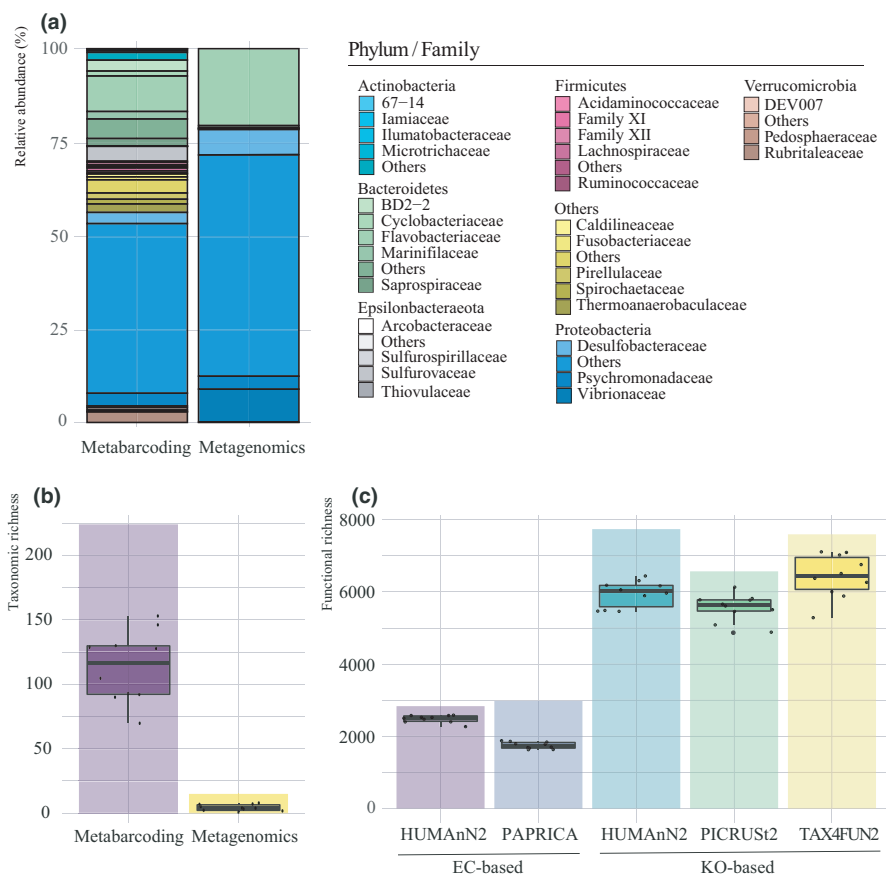 (a)
Relative abundance (%)
100
75
50
25
0
Metabarcoding
Metagenomics
Phylum / Family
Actinobacteria
67−14
Iamiaceae
Ilumatobacteraceae
Microtrichaceae
Others
Bacteroidetes
BD2−2
Cyclobacteriaceae
Flavobacteriaceae
Marinifilaceae
Others
Saprospiraceae
Epsilonbacteraeota
Arcobacteraceae
Others
Sulfurospirillaceae
Sulfurovaceae
Thiovulaceae
Firmicutes
Acidaminococcaceae
Family XI
Family XII
Lachnospiraceae
Others
Ruminococcaceae
Others
Caldilineaceae
Fusobacteriaceae
Others
Pirellulaceae
Spirochaetaceae
Thermoanaerobaculaceae
Proteobacteria
Desulfobacteraceae
Others
Psychromonadaceae
Vibrionaceae
Verrucomicrobia
DEV007
Others
Pedosphaeraceae
Rubritaleaceae
(b)
Taxonomic richness
200
150
100
50
0
Metabarcoding
Metagenomics
(c)
Functional richness
8000
6000
4000
2000
0
HUMAnN2
PAPRICA
HUMAnN2
PICRUSt2
TAX4FUN2
EC-based
KO-based